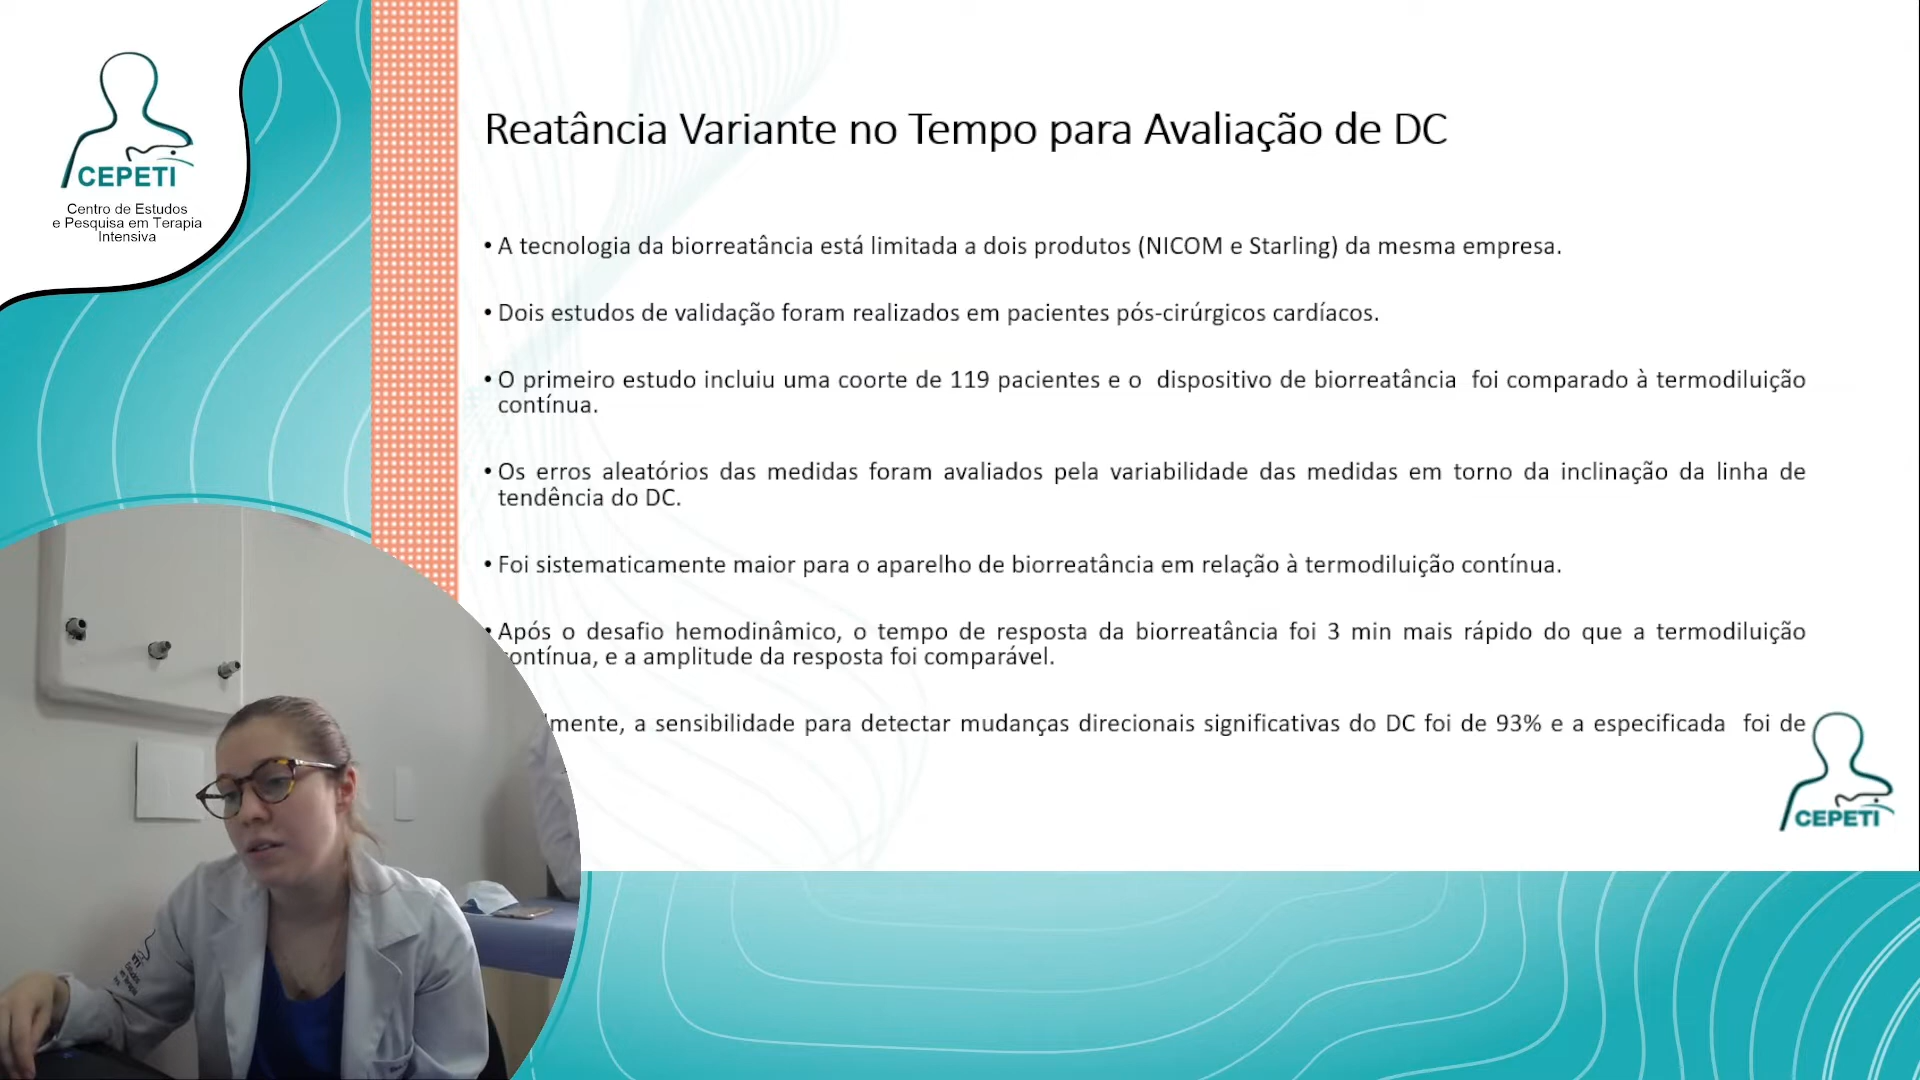 CEPETI
Centro de Estudos
e Pesquisa em Terapia
Intensiva
Reatância Variante no Tempo para Avaliação de DC
• A tecnologia da biorreatância está limitada a dois produtos (NICOM e Starling) da mesma empresa.
• Dois estudos de validação foram realizados em pacientes pós-cirúrgicos cardíacos.
• O primeiro estudo incluiu uma coorte de 119 pacientes e o dispositivo de biorreatância foi comparado à termodiluição
contínua.
• Os erros aleatórios das medidas foram avaliados pela variabilidade das medidas em torno da inclinação da linha de
tendência do DC.
• Foi sistematicamente maior para o aparelho de biorreatância em relação à termodiluição contínua.
• Após o desafio hemodinâmico, o tempo de resposta da biorreatância foi 3 min mais rápido do que a termodiluição
ontínua, e a amplitude da resposta foi comparável.
lmente, a sensibilidade para detectar mudanças direcionais significativas do DC foi de 93% e a especificada foi de
CEPETI